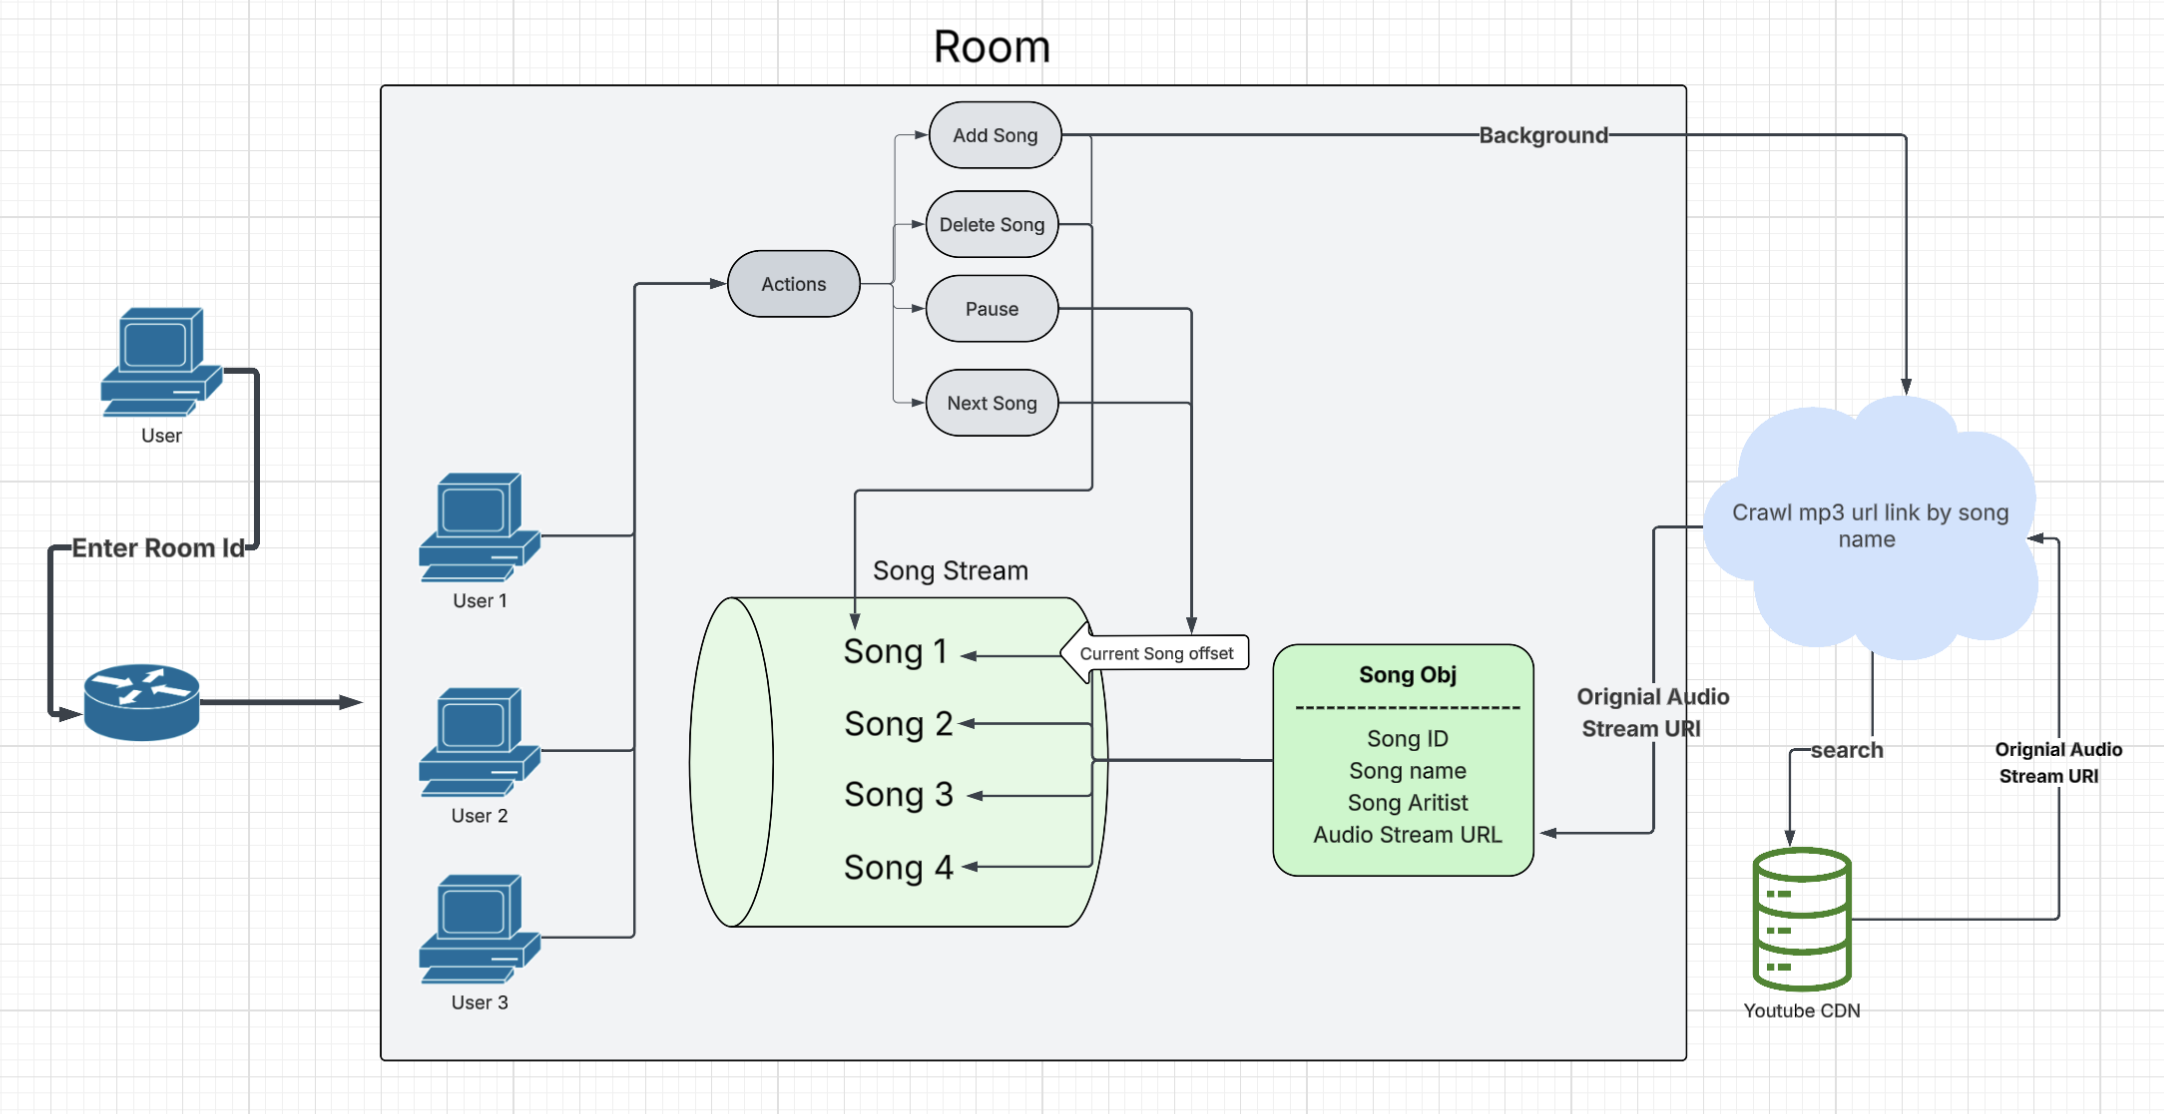 Room
Add Song
Background
Delete Song
Actions
Pause
Next Song
User
Enter Room Id
User 1
User 2
User 3
Song Stream
Song 1
Song 2
Song 3
Song 4
Current Song offset
Song Obj
Song ID
Song name
Song Aritist
Audio Stream URL
Orignial Audio
Stream URl
Crawl mp3 url link by song
name
search
Orignial Audio
Stream URl
Youtube CDN